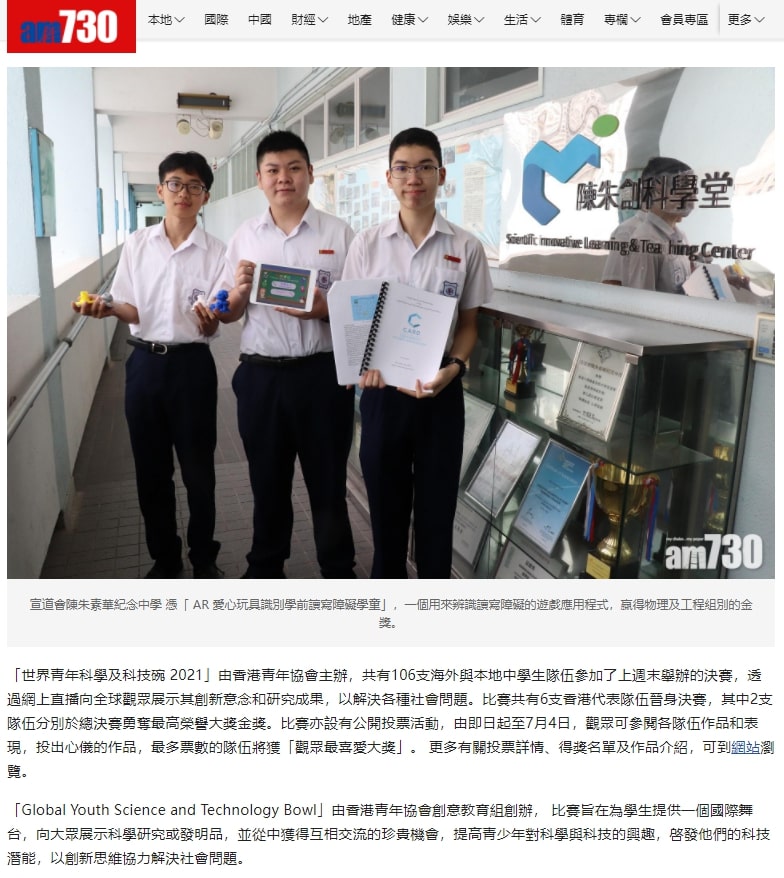 am730
本地 國際 中國 財經 地產 健康 娛樂 生活 體育 專欄 會員專區 更多
陳朱創科學堂
Scientific Innovative Learning & Teaching Center
CARD
am730
宣道會陳朱素華紀念中學 憑「 AR 愛心玩具識別學前讀寫障礙學童」，一個用來辨識讀寫障礙的遊戲應用程式，贏得物理及工程組別的金
獎。
「世界青年科學及科技碗 2021」由香港青年協會主辦，共有106支海外與本地中學生隊伍參加了上週末舉辦的決賽，透
過網上直播向全球觀眾展示其創新意念和研究成果，以解決各種社會問題。比賽共有6支香港代表隊伍晉身決賽，其中2支
隊伍分別於總決賽勇奪最高榮譽大獎金獎。比賽亦設有公開投票活動，由即日起至7月4日，觀眾可參閱各隊伍作品和表
現，投出心儀的作品，最多票數的隊伍將獲「觀眾最喜愛大獎」。 更多有關投票詳情、得獎名單及作品介紹，可到網站瀏
覽。
「Global Youth Science and Technology Bowl」由香港青年協會創意教育組創辦， 比賽旨在為學生提供一個國際舞
台，向大眾展示科學研究或發明品，並從中獲得互相交流的珍貴機會，提高青少年對科學與科技的興趣，啓發他們的科技
潛能，以創新思維協力解決社會問題。